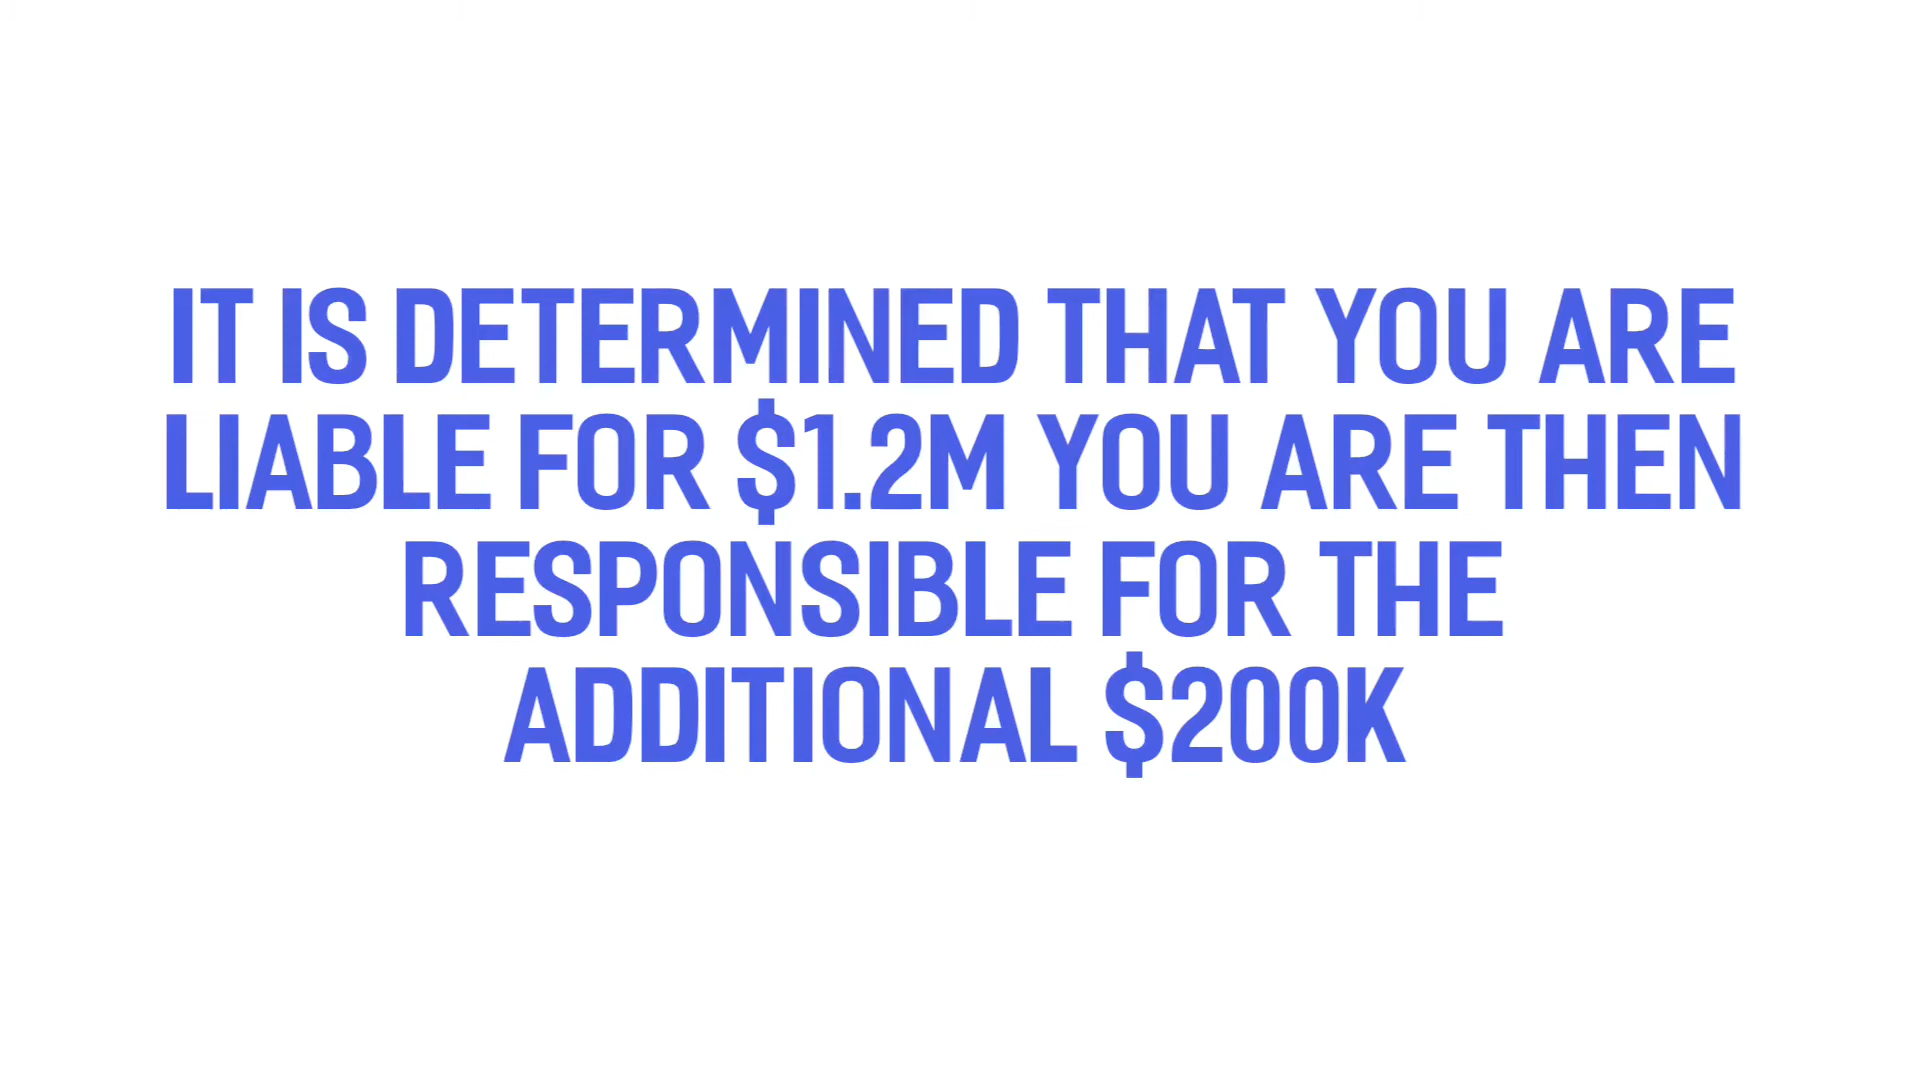 IT IS DETERMINED THAT YOU ARE
LIABLE FOR $1.2M YOU ARE THEN
RESPONSIBLE FOR THE
ADDITIONAL $200K